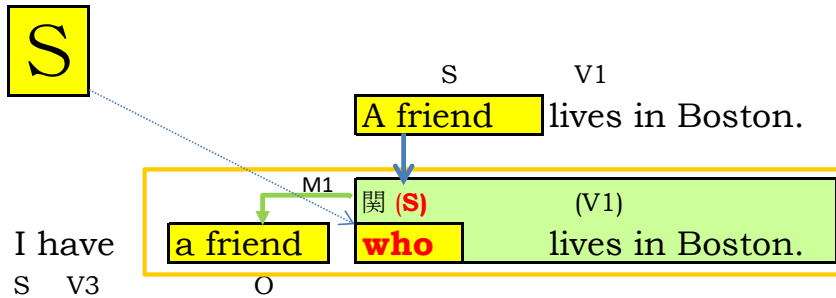 S
S V1
A friend lives in Boston.
M1
関 (S) (V1)
I have a friend who lives in Boston.
S V3 O